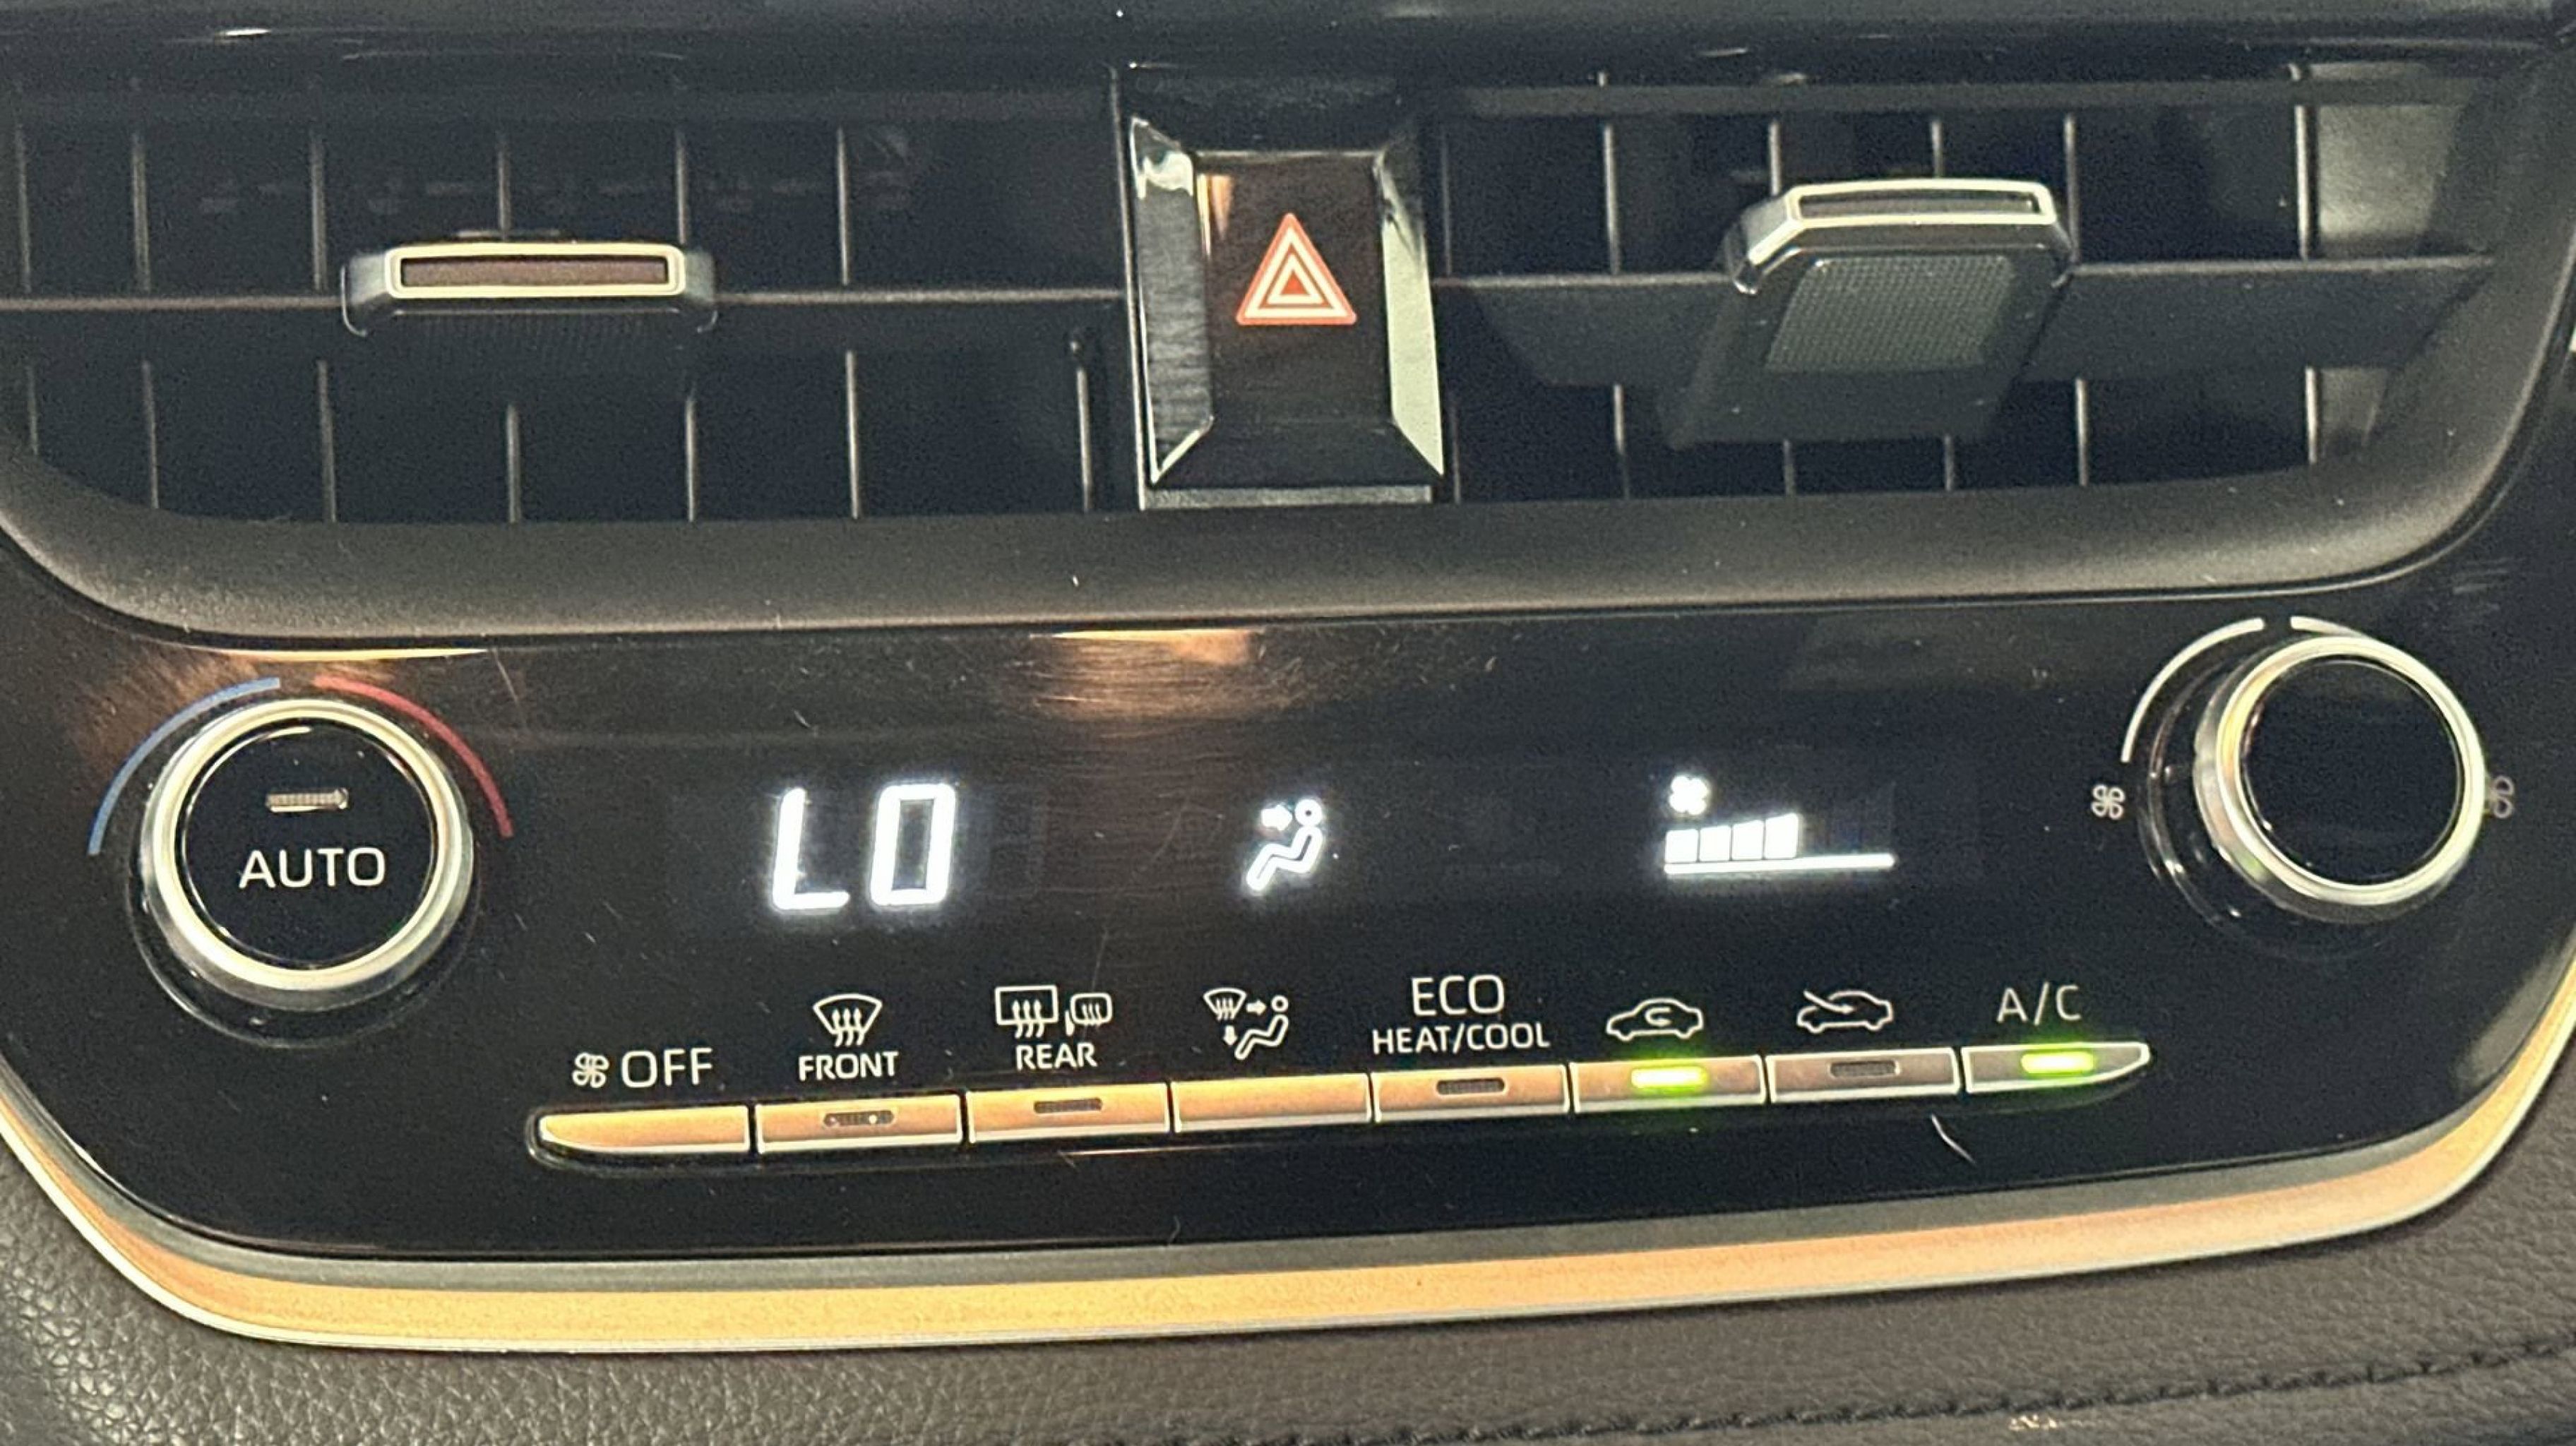 AUTO
LO
OFF
FRONT
REAR
ECO
HEAT/COOL
A/C